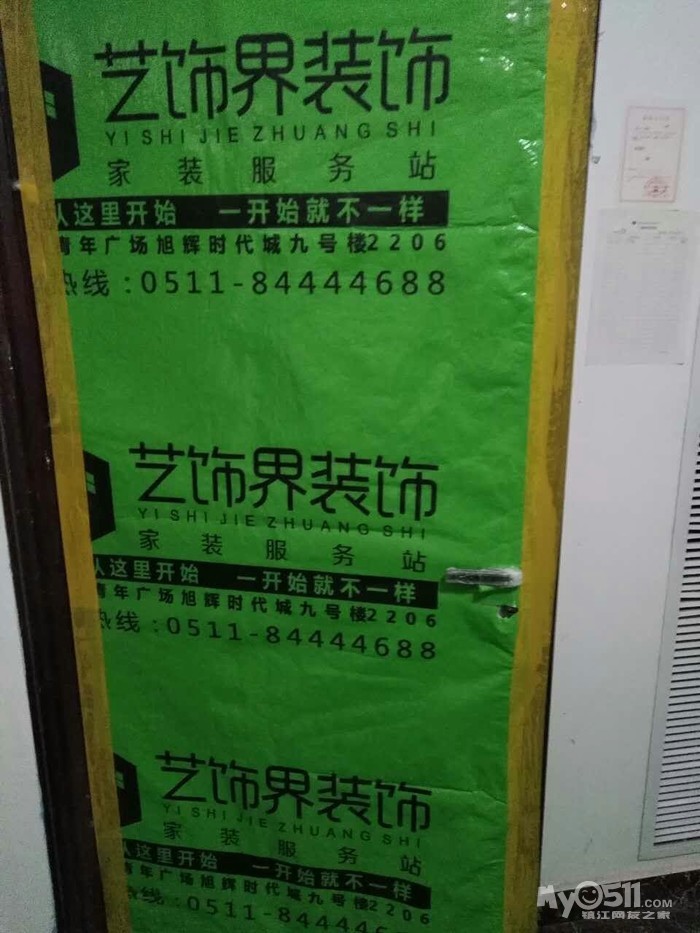 艺饰界装饰
YI SHI JIE ZHUANG SHI
家装服务站
从这里开始 一开始就不一样
青年广场旭辉时代城九号楼2206
热线:0511-84444688
艺饰界装饰
YI SHI JIE ZHUANG SHI
家装服务站
从这里开始 一开始就不一样
青年广场旭辉时代城九号楼2206
热线:0511-84444688
艺饰界装饰
YI SHI JIE ZHUANG SHI
家装服务站
从这里开始 一开始就不一样
青年广场旭辉时代城九号楼2206
热线:0511-84444
my0511.com
镇江网友之家